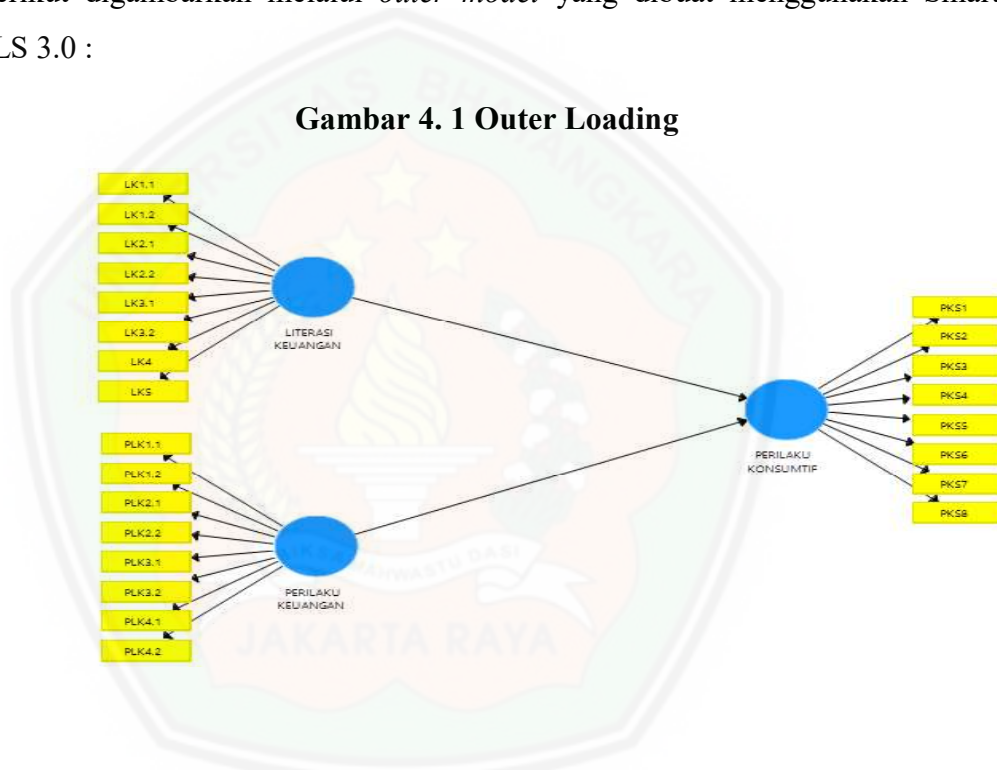 erikut digambarkan melalui outer model yang dibuat menggunakan Smart
LS 3.0 :
Gambar 4. 1 Outer Loading
LK1.1
LK1.2
LK2.1
LK2.2
LK3.1
LK3.2
LK4
LK5
LITERASI
KEUANGAN
PLK1.1
PLK1.2
PLK2.1
PLK2.2
PLK3.1
PLK3.2
PLK4.1
PLK4.2
PERILAKU
KEUANGAN
PERILAKU
KONSUMTIF
PKS1
PKS2
PKS3
PKS4
PKS5
PKS6
PKS7
PKS8
UNIVERSITAS BHAYANGKARA
JAKARTA RAYA